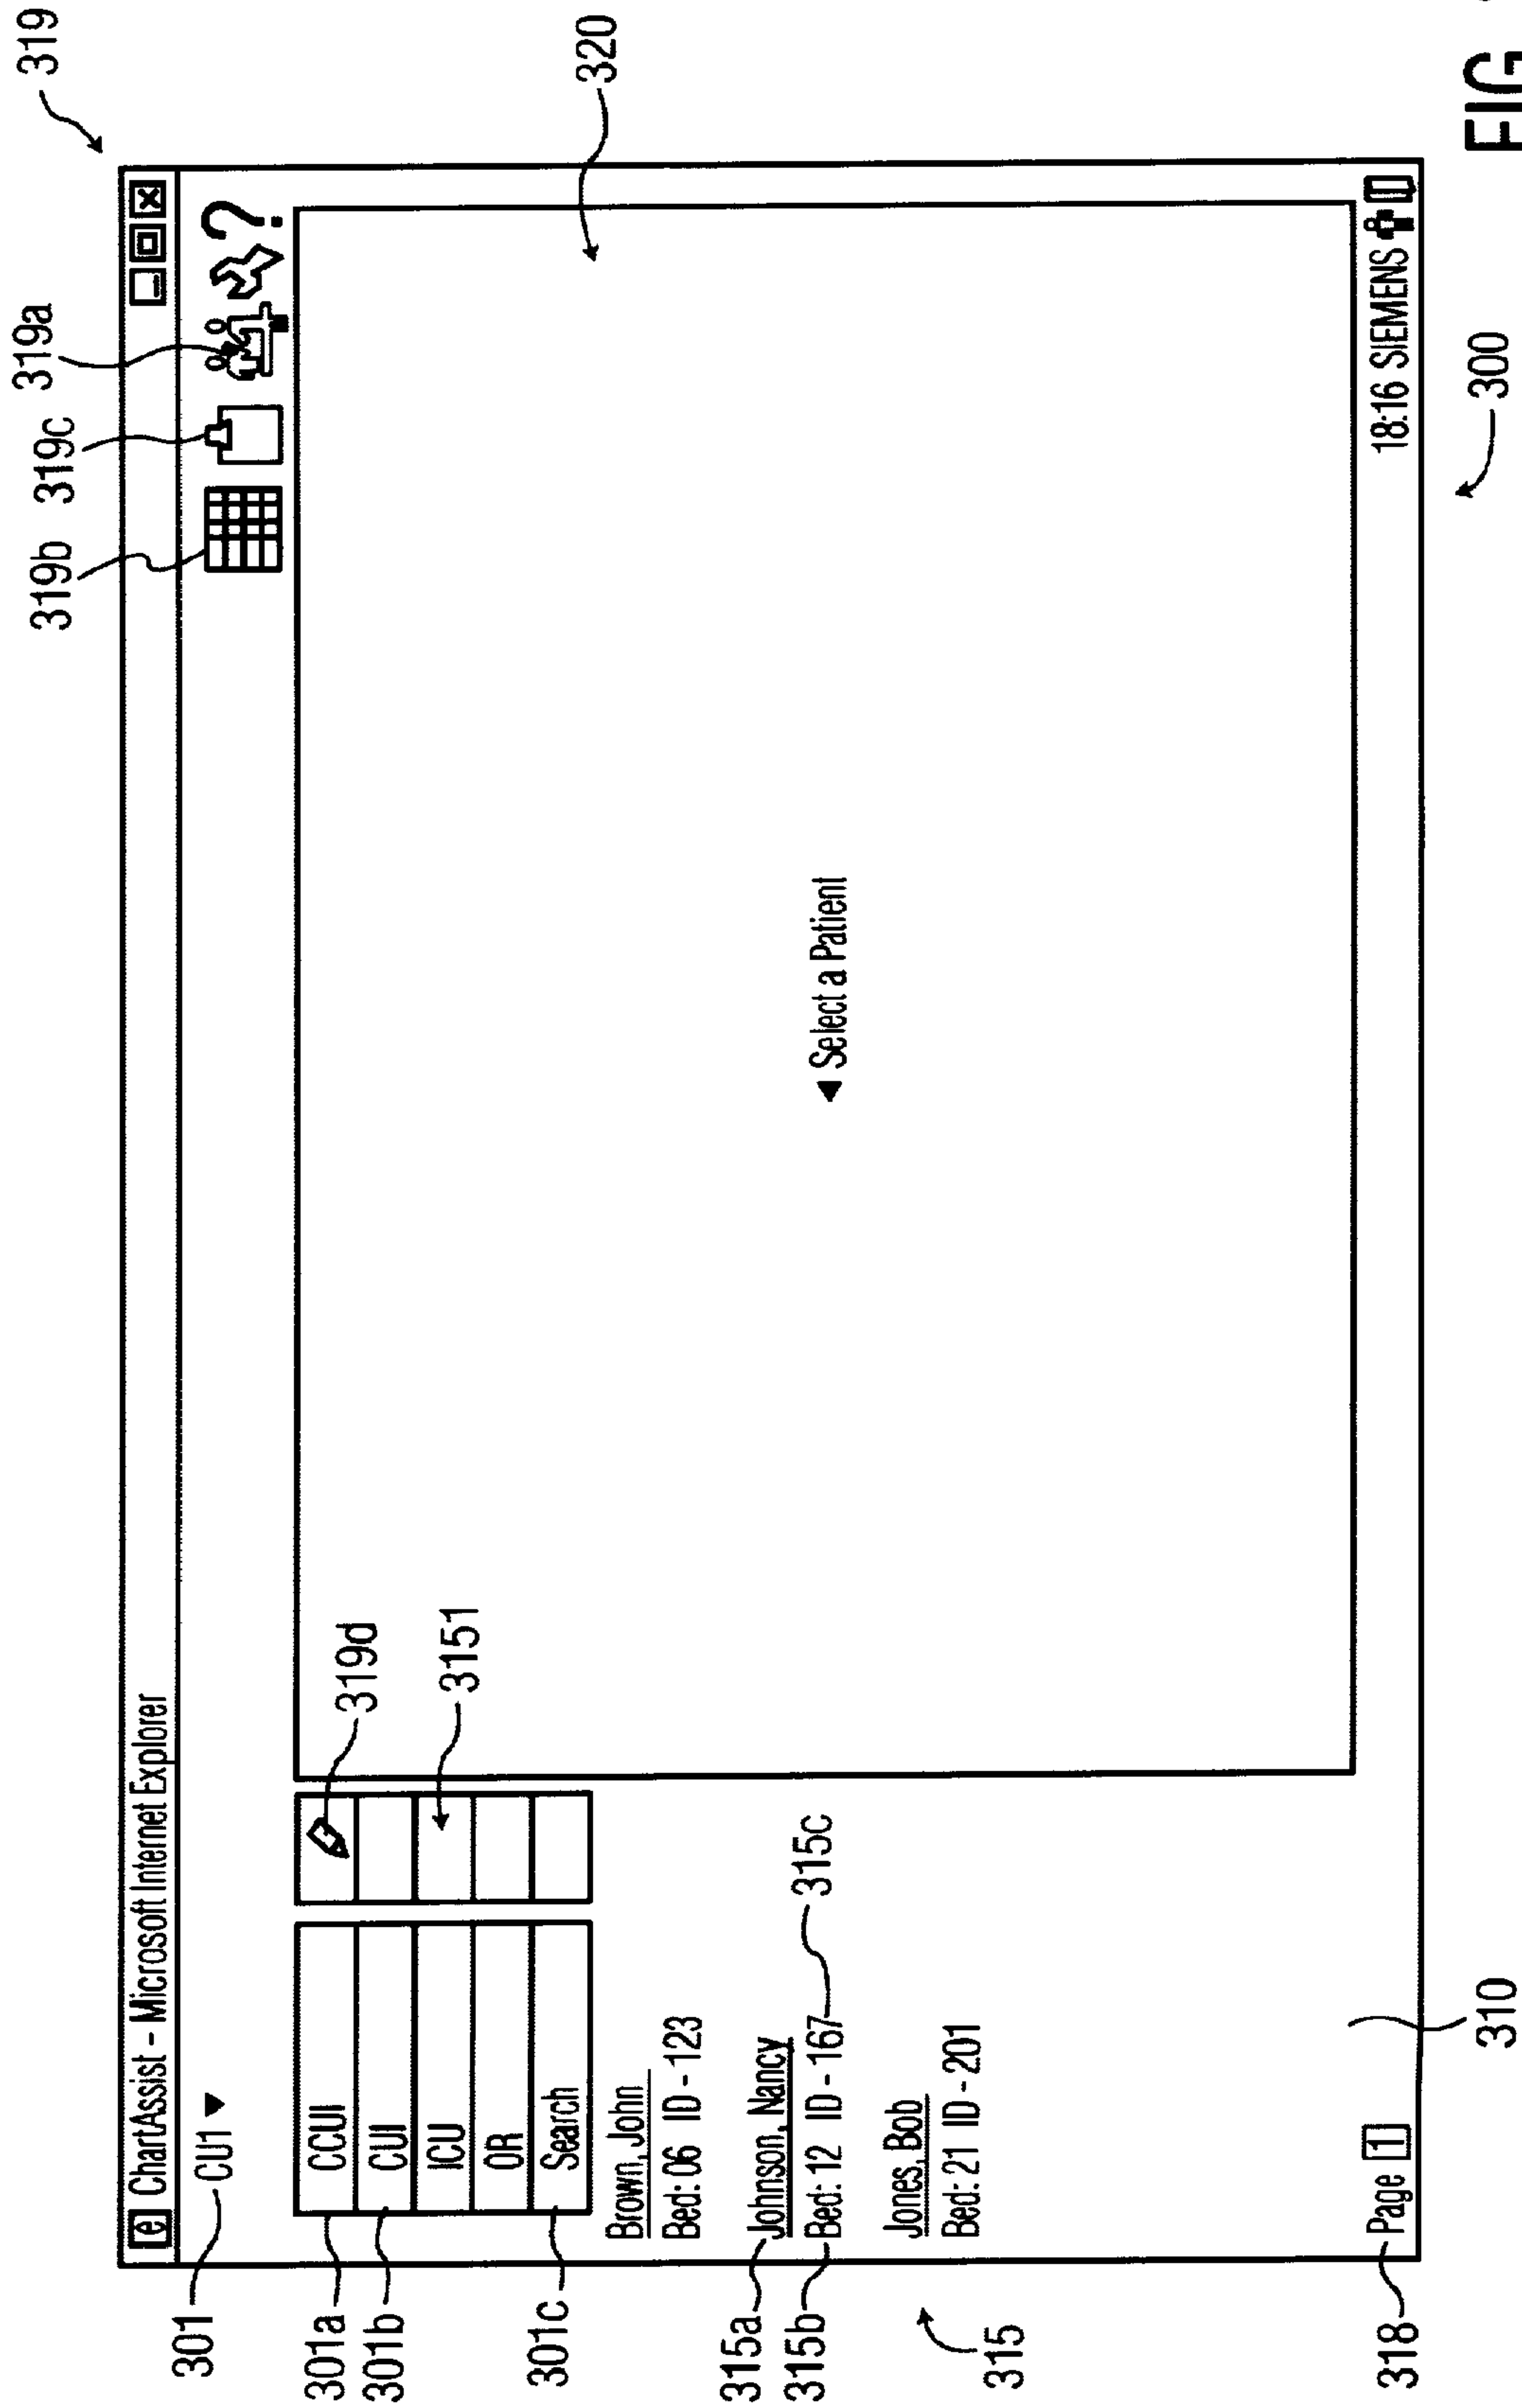 319
319b 319c 319a
ChartAssist - Microsoft Internet Explorer
301
CU1
320
301a
CCUI
319d
301b
CUI
ICU
3151
OR
301c
Search
Brown, John
Bed: 06 ID - 123
315a
Johnson, Nancy
315b
Bed: 12 ID - 167
315c
Select a Patient
Jones, Bob
Bed: 21 ID - 201
315
318
Page 1
18:16 SIEMENS
310
300
FIG